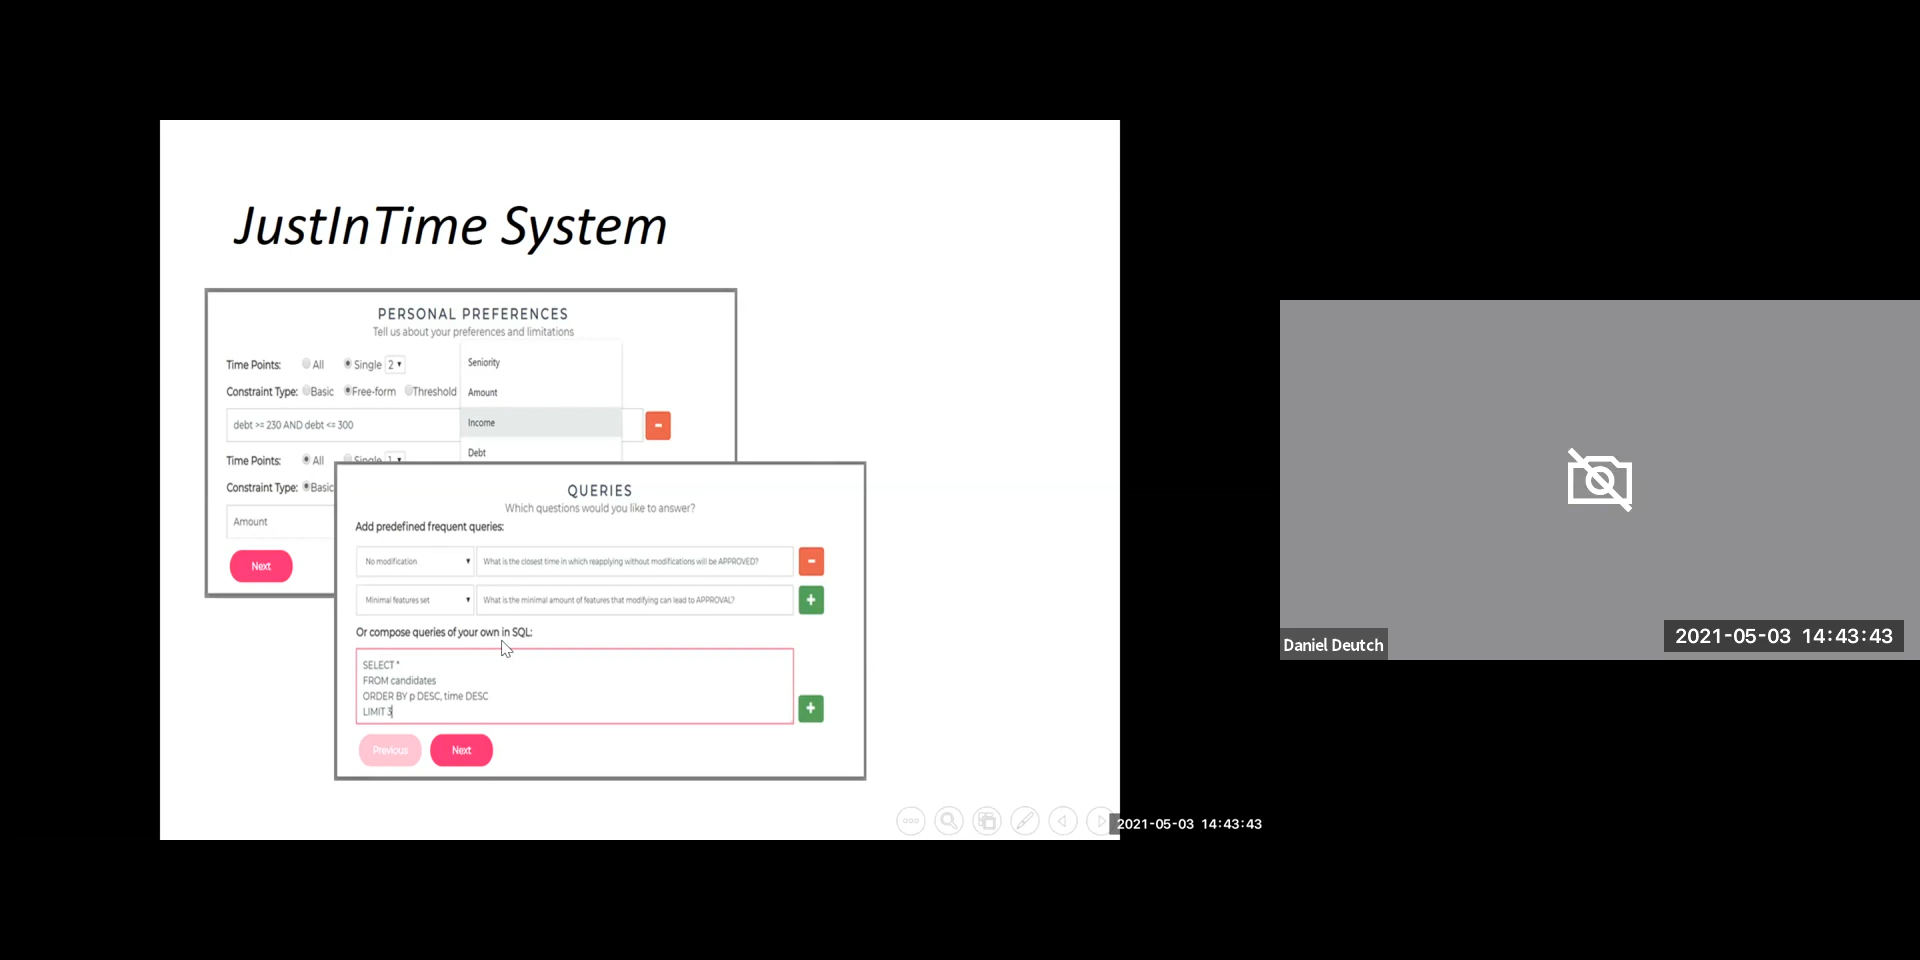 JustInTime System
PERSONAL PREFERENCES
Tell us about your preferences and limitations
Time Points: All Single 2
Constraint Type: Basic Free-form Threshold
debt >= 230 AND debt <= 300
Seniority
Amount
Income
Debt
-
Time Points: All Single 1
Constraint Type: Basic
Amount
Next
QUERIES
Which questions would you like to answer?
Add predefined frequent queries:
No modification What is the closest time in which reapplying without modifications will be APPROVED? -
Minimal features set What is the minimal amount of features that modifying can lead to APPROVAL? +
Or compose queries of your own in SQL:
SELECT *
FROM candidates
ORDER BY p DESC, time DESC
LIMIT 3
+
Previous Next
2021-05-03 14:43:43
Daniel Deutch
2021-05-03 14:43:43